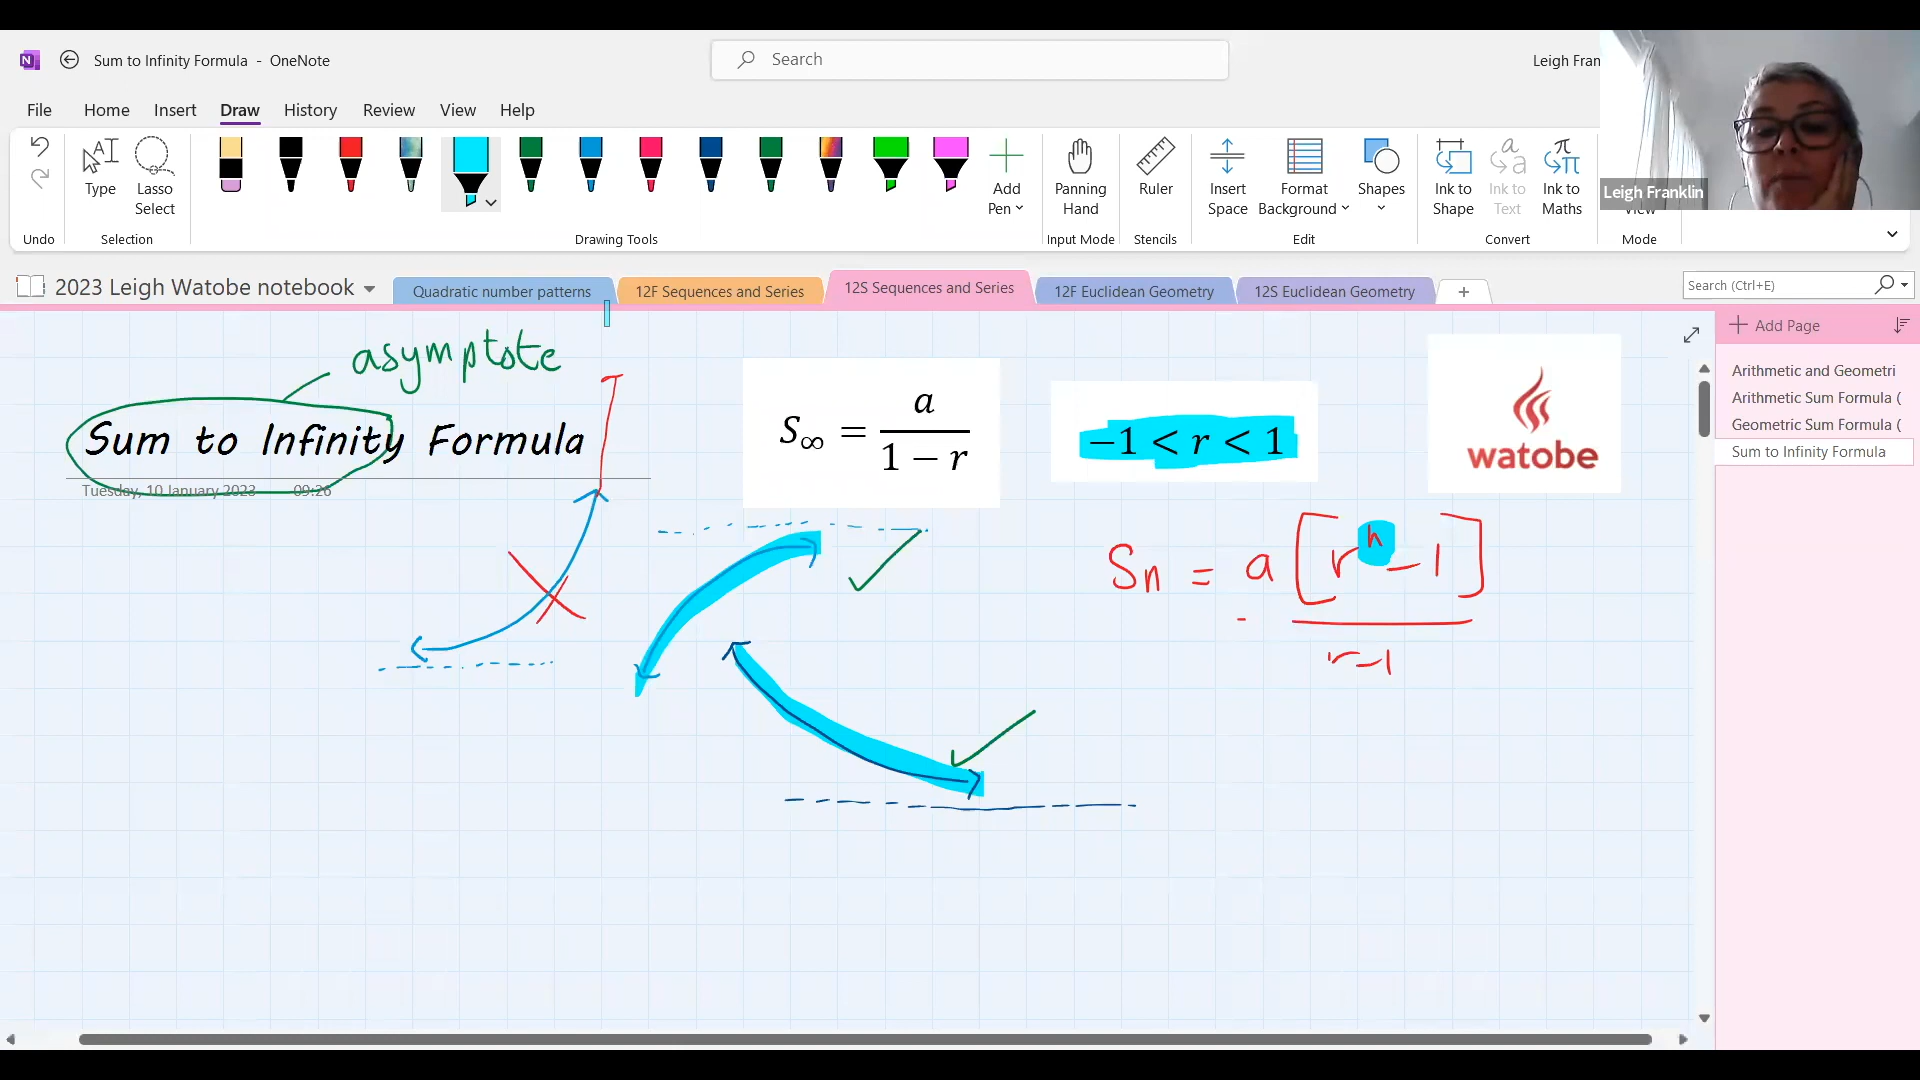 Sum to Infinity Formula - OneNote
Search
Leigh Fran
File Home Insert Draw History Review View Help
Type
Lasso Select
Add Pen
Panning Hand
Ruler
Insert Space
Format Background
Shapes
Ink to Shape
Ink to Text
Ink to Maths
View
Leigh Franklin
Undo Selection Drawing Tools Input Mode Stencils Edit Convert Mode
2023 Leigh Watobe notebook
Quadratic number patterns
12F Sequences and Series
12S Sequences and Series
12F Euclidean Geometry
12S Euclidean Geometry
+
Search (Ctrl+E)
Add Page
Arithmetic and Geometri
Arithmetic Sum Formula (
Geometric Sum Formula (
Sum to Infinity Formula
asymptote
Sum to Infinity Formula
Tuesday, 10 January 2023 09:26
S∞ = a / (1 − r)
−1 < r < 1
watobe
Sn = a[r^n − 1]
r−1